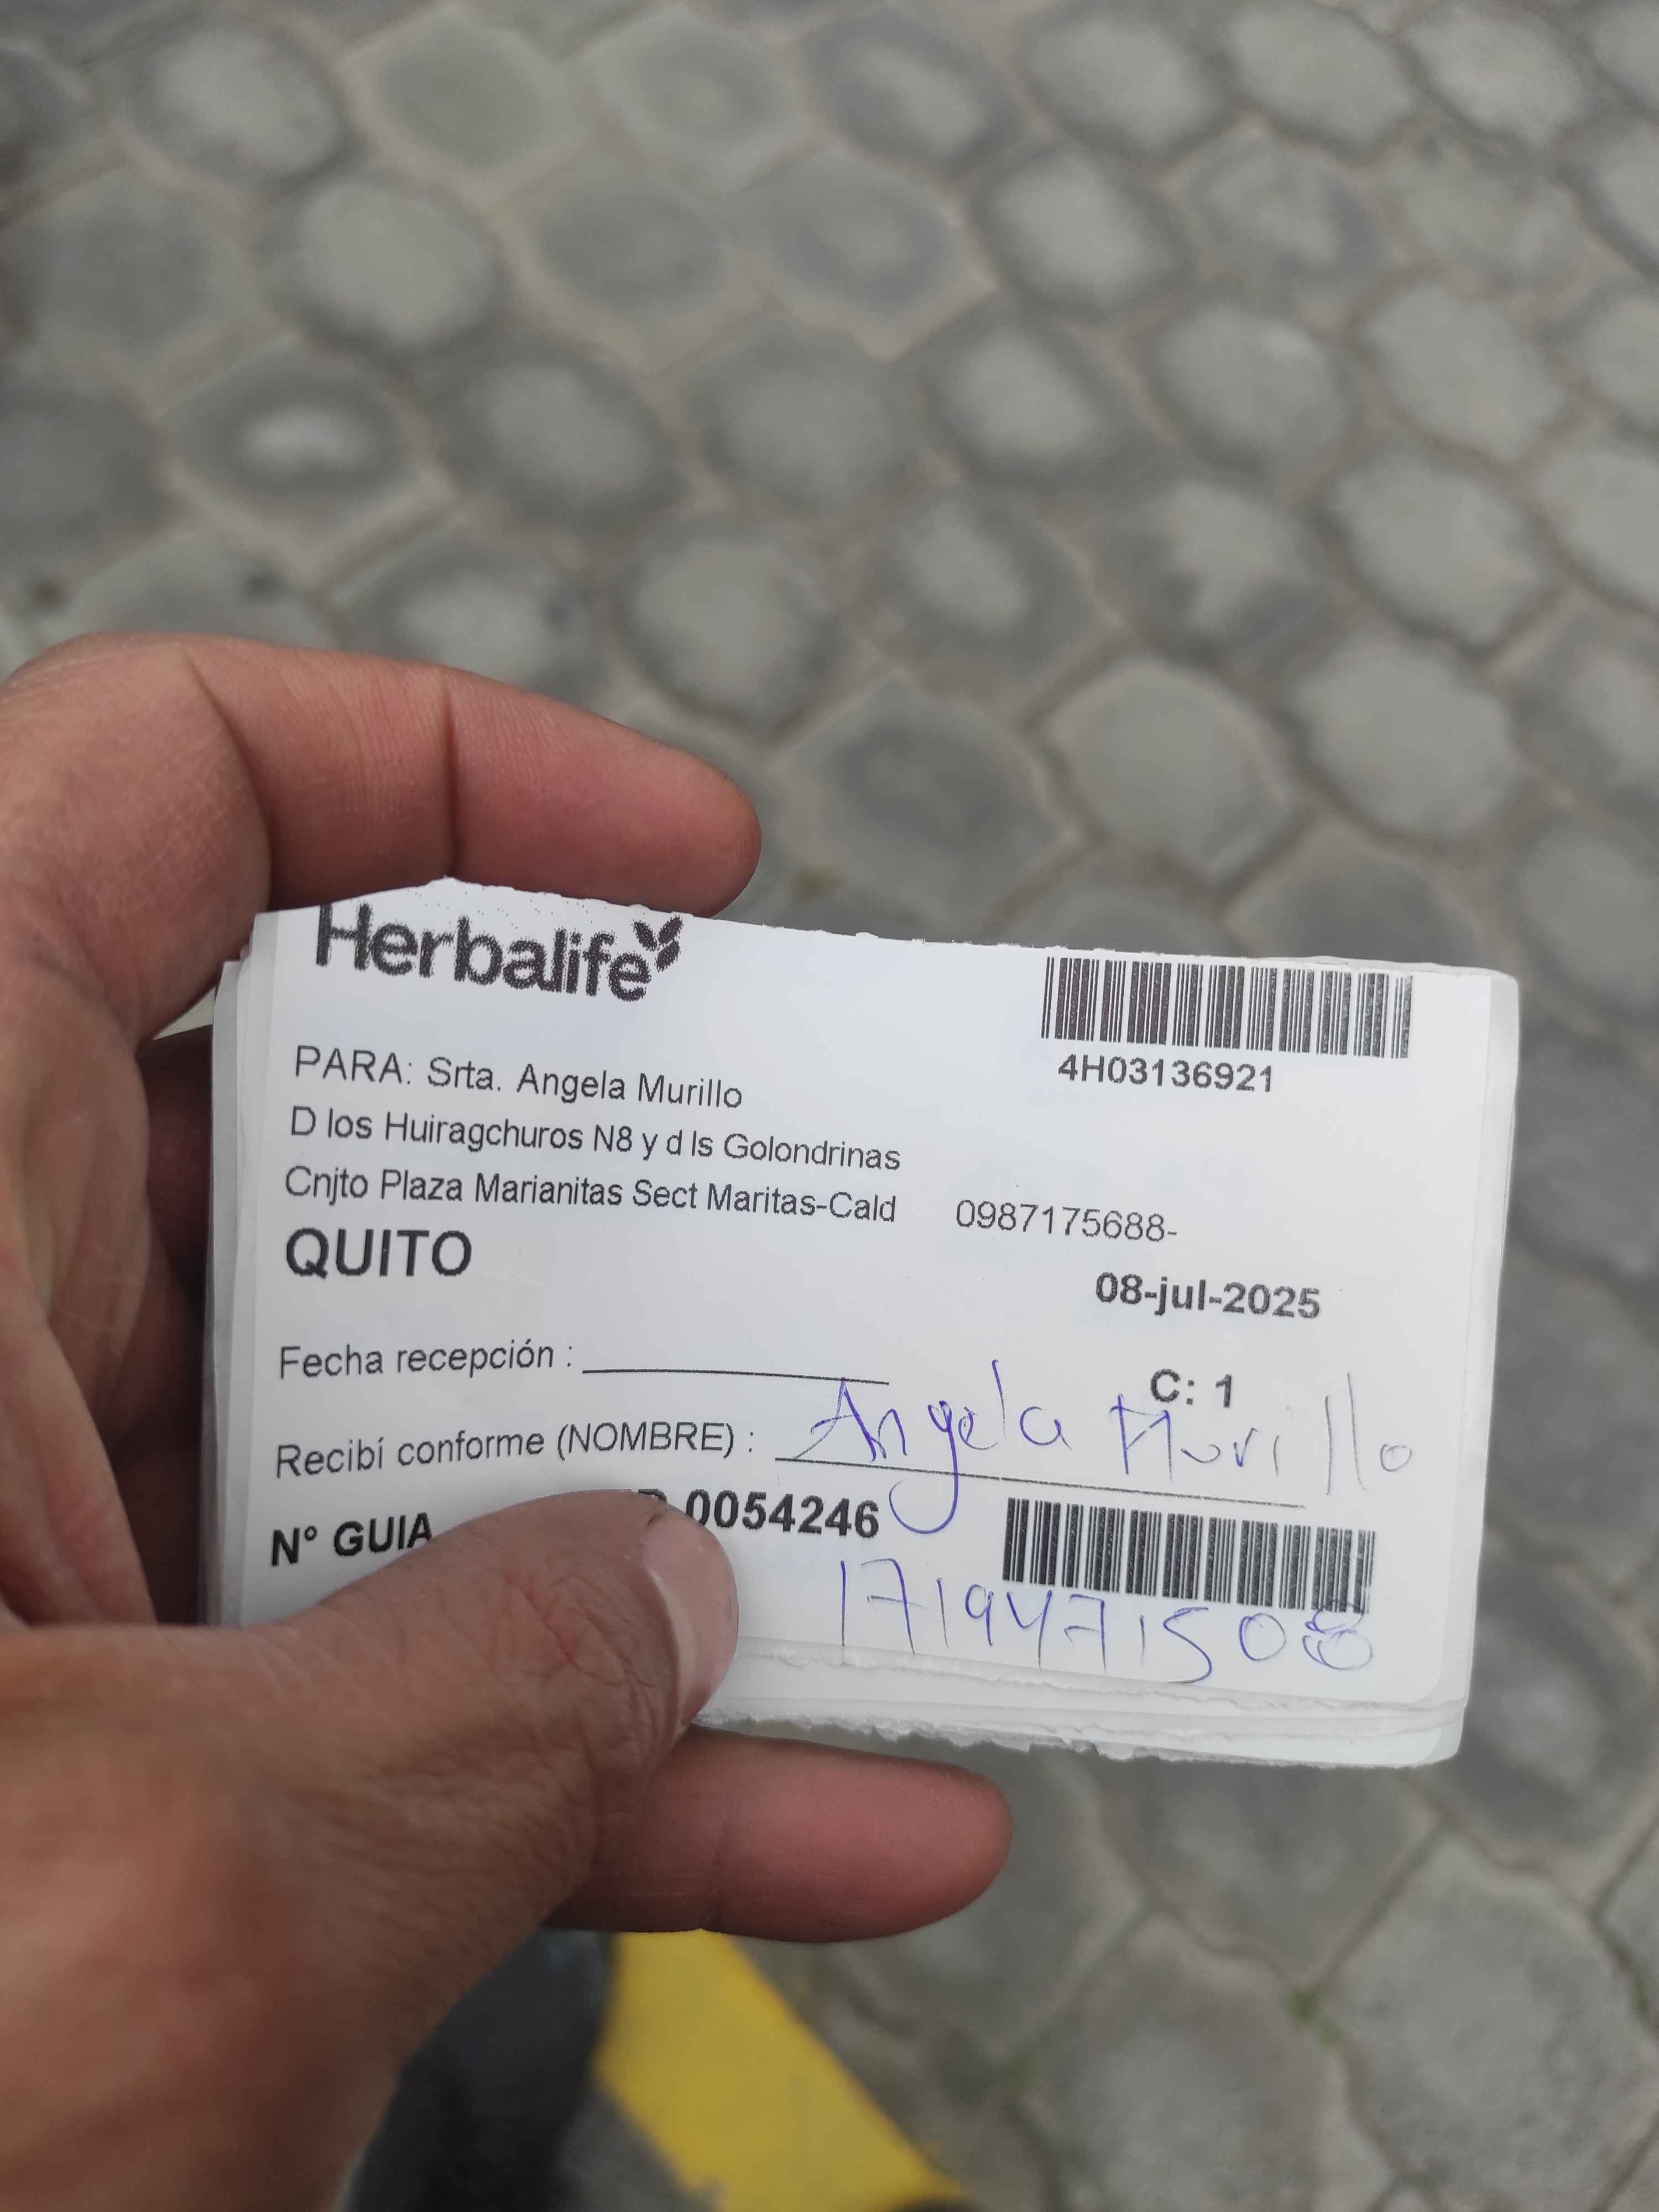 Herbalife
4H03136921
PARA: Srta. Angela Murillo
D los Huiragchuros N8 y d ls Golondrinas
Cnjto Plaza Marianitas Sect Maritas-Cald 0987175688-
QUITO
08-jul-2025
Fecha recepción :
C: 1
Recibí conforme (NOMBRE) : Angela Murillo
N° GUIA 0054246